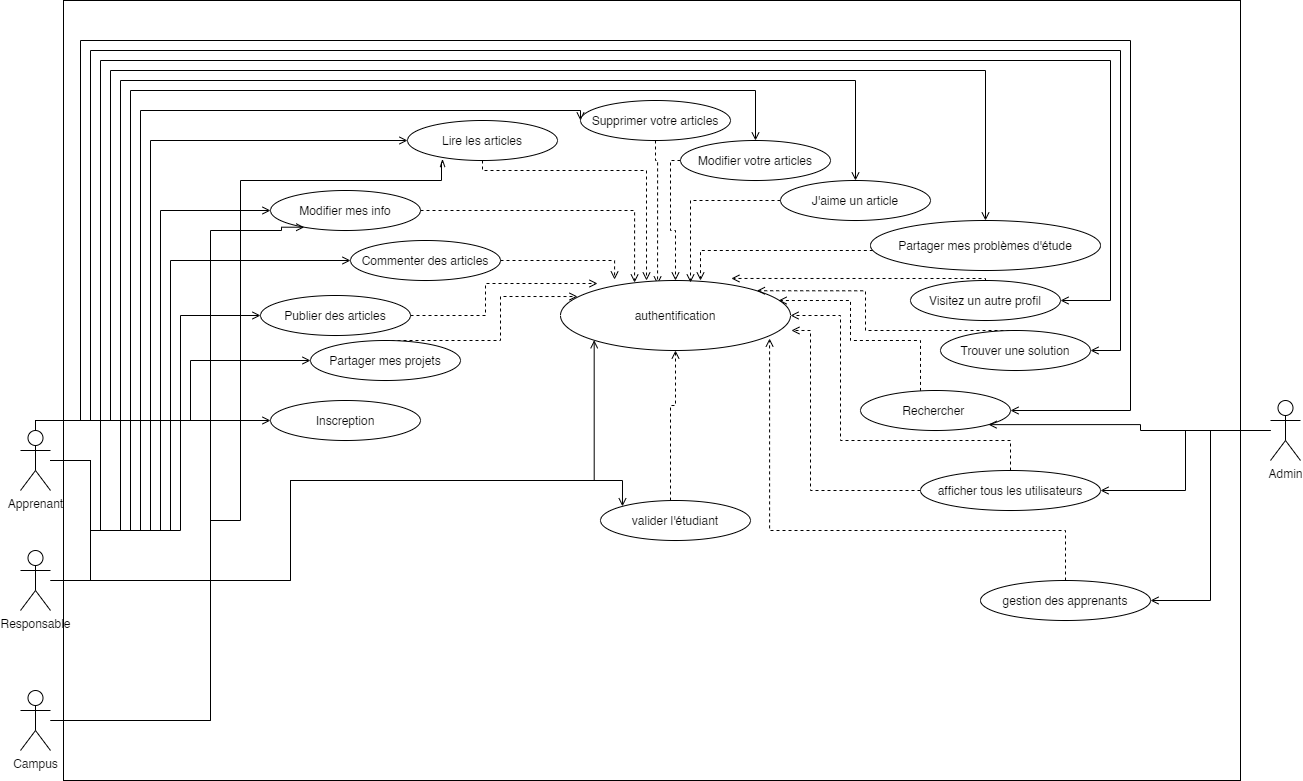 Supprimer votre articles
Lire les articles
Modifier votre articles
J'aime un article
Modifier mes info
Partager mes problèmes d'étude
Commenter des articles
Visitez un autre profil
Publier des articles
authentification
Trouver une solution
Partager mes projets
Rechercher
Inscreption
Admin
Apprenant
afficher tous les utilisateurs
valider l'étudiant
gestion des apprenants
Responsable
Campus